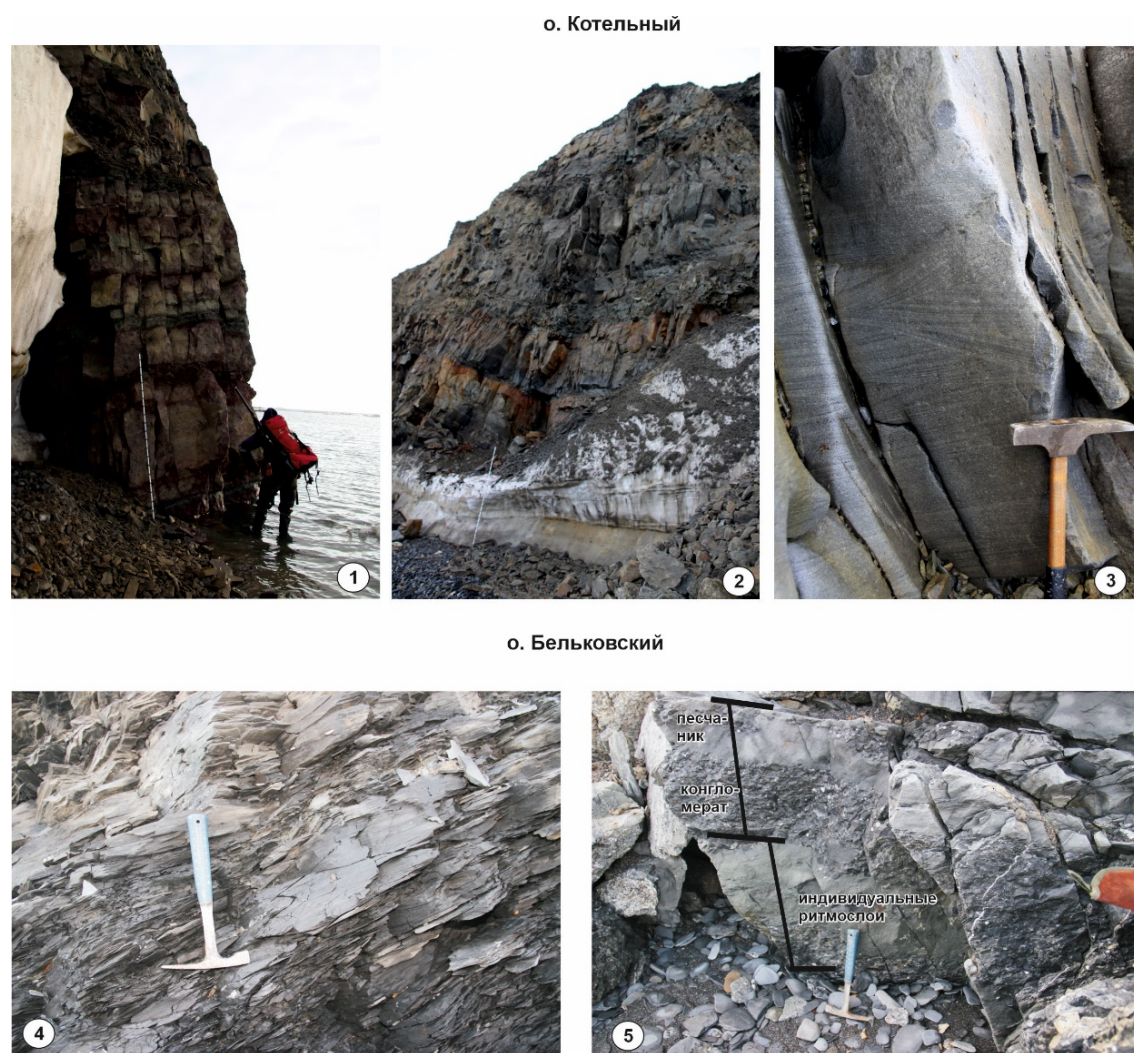 о. Котельный
1
2
3
о. Бельковский
песча-
ник
конгло-
мерат
индивидуальные
ритмослои
4
5